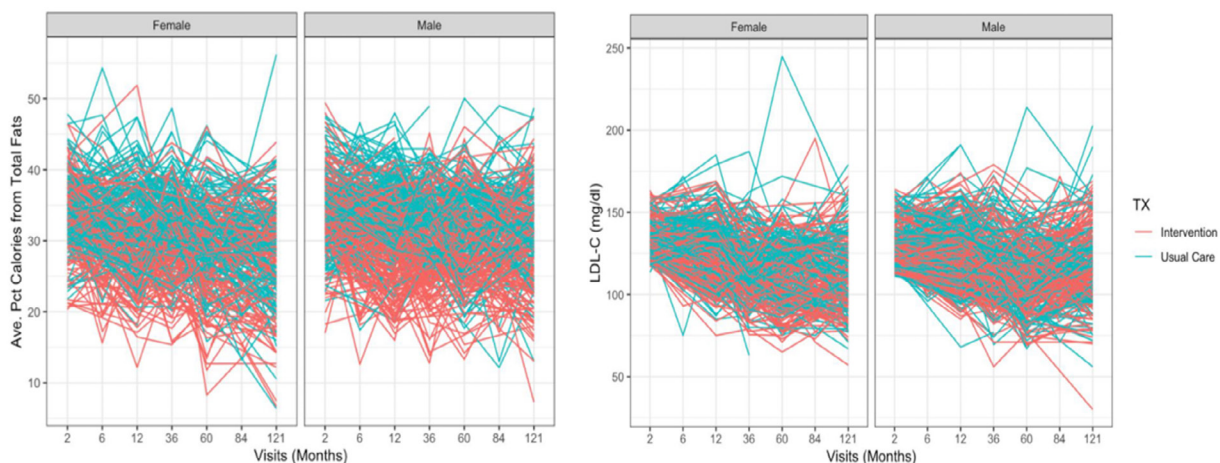 Female Male
Ave. Pct Calories from Total Fats
50
40
30
20
10
2 6 12 36 60 84 121 2 6 12 36 60 84 121
Visits (Months)
Female Male
LDL-C (mg/dl)
250
200
150
100
50
2 6 12 36 60 84 121 2 6 12 36 60 84 121
Visits (Months)
TX
Intervention
Usual Care